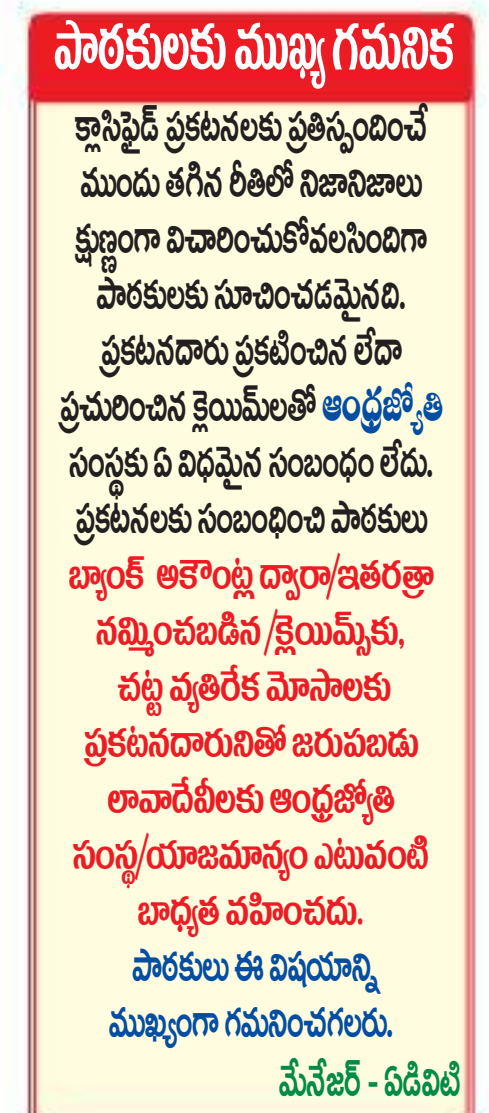 పాఠకులకు ముఖ్య గమనిక
క్లాసిఫైడ్ ప్రకటనలకు ప్రతిస్పందించే
ముందు తగిన రీతిలో నిజానిజాలు
క్షుణ్ణంగా విచారించుకోవలసిందిగా
పాఠకులకు సూచించడమైనది.
ప్రకటనదారు ప్రకటించిన లేదా
ప్రచురించిన క్లెయిమ్‌లతో ఆంధ్రజ్యోతి
సంస్థకు ఏ విధమైన సంబంధం లేదు.
ప్రకటనలకు సంబంధించి పాఠకులు
బ్యాంక్ అకౌంట్ల ద్వారా/ఇతరత్రా
నమ్మించబడిన/క్లెయిమ్స్‌కు,
చట్ట వ్యతిరేక మోసాలకు
ప్రకటనదారునితో జరుపబడు
లావాదేవీలకు ఆంధ్రజ్యోతి
సంస్థ/యాజమాన్యం ఎటువంటి
బాధ్యత వహించదు.
పాఠకులు ఈ విషయాన్ని
ముఖ్యంగా గమనించగలరు.
మేనేజర్ - ఏడివిటి